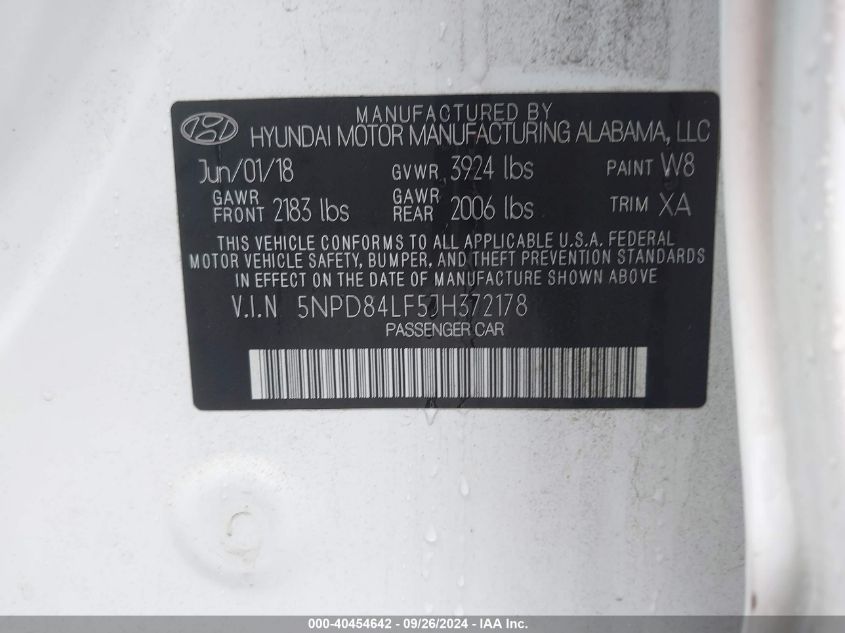 MANUFACTURED BY
HYUNDAI MOTOR MANUFACTURING ALABAMA, LLC
Jun/01/18 GVWR 3924 lbs PAINT W8
GAWR FRONT 2183 lbs GAWR REAR 2006 lbs TRIM XA
THIS VEHICLE CONFORMS TO ALL APPLICABLE U.S.A. FEDERAL
MOTOR VEHICLE SAFETY, BUMPER, AND THEFT PREVENTION STANDARDS
IN EFFECT ON THE DATE OF MANUFACTURE SHOWN ABOVE
V.I.N 5NPD84LF5JH372178
PASSENGER CAR
000-40454642 - 09/26/2024 - IAA Inc.